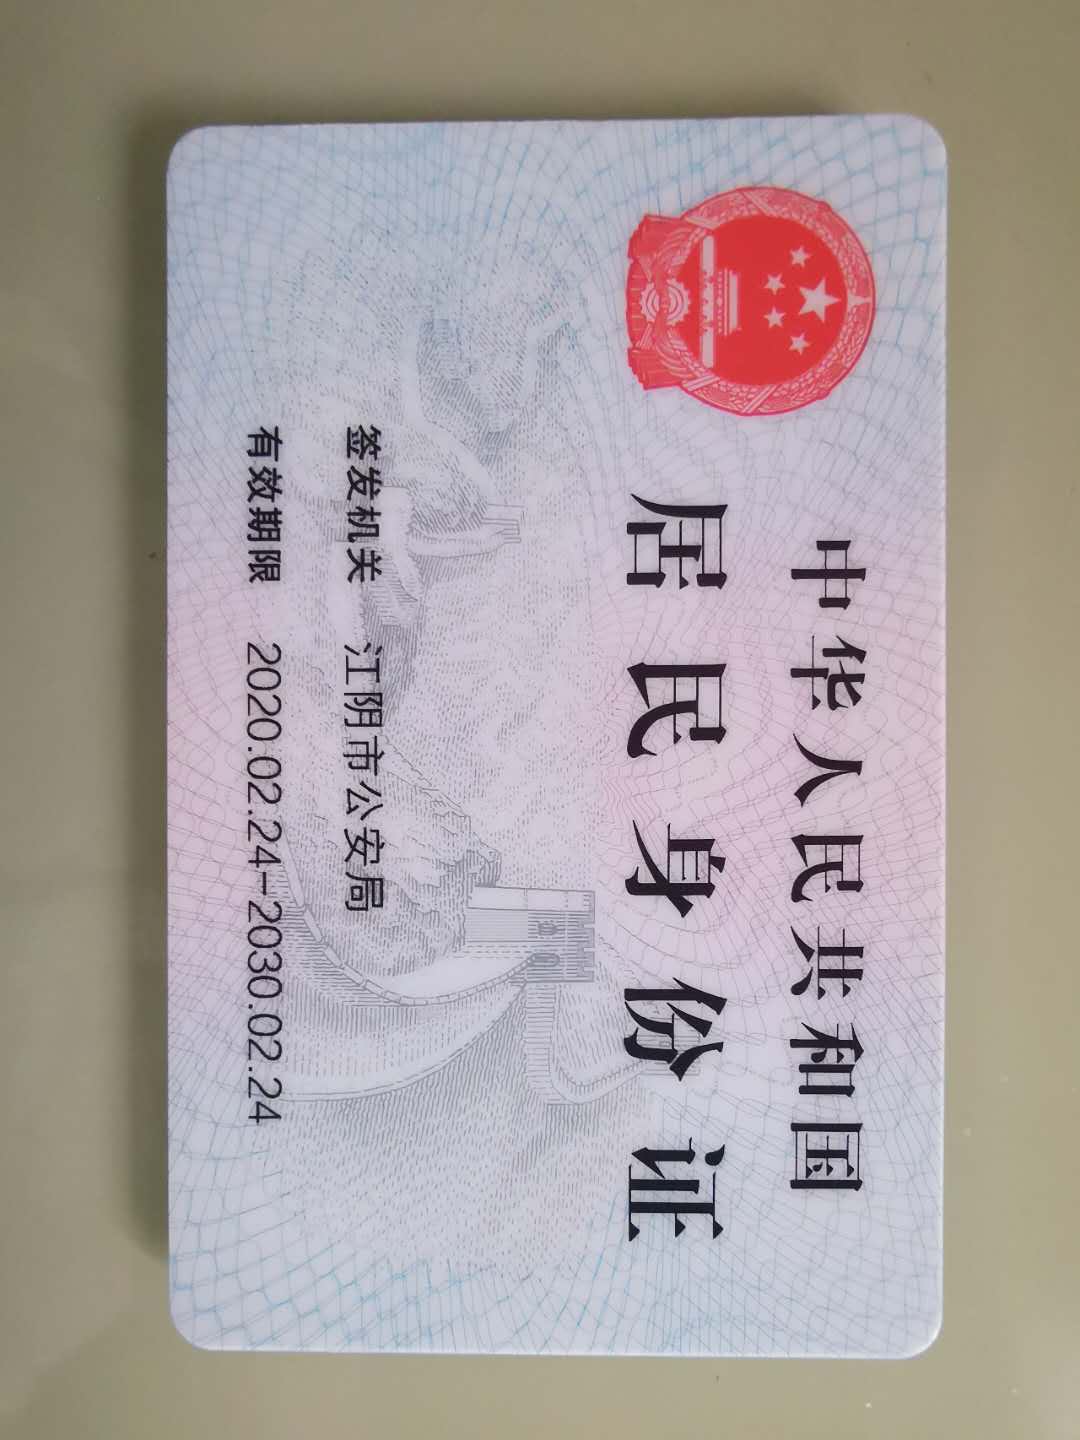 中华人民共和国
居民身份证
签发机关 江阴市公安局
有效期限 2020.02.24-2030.02.24